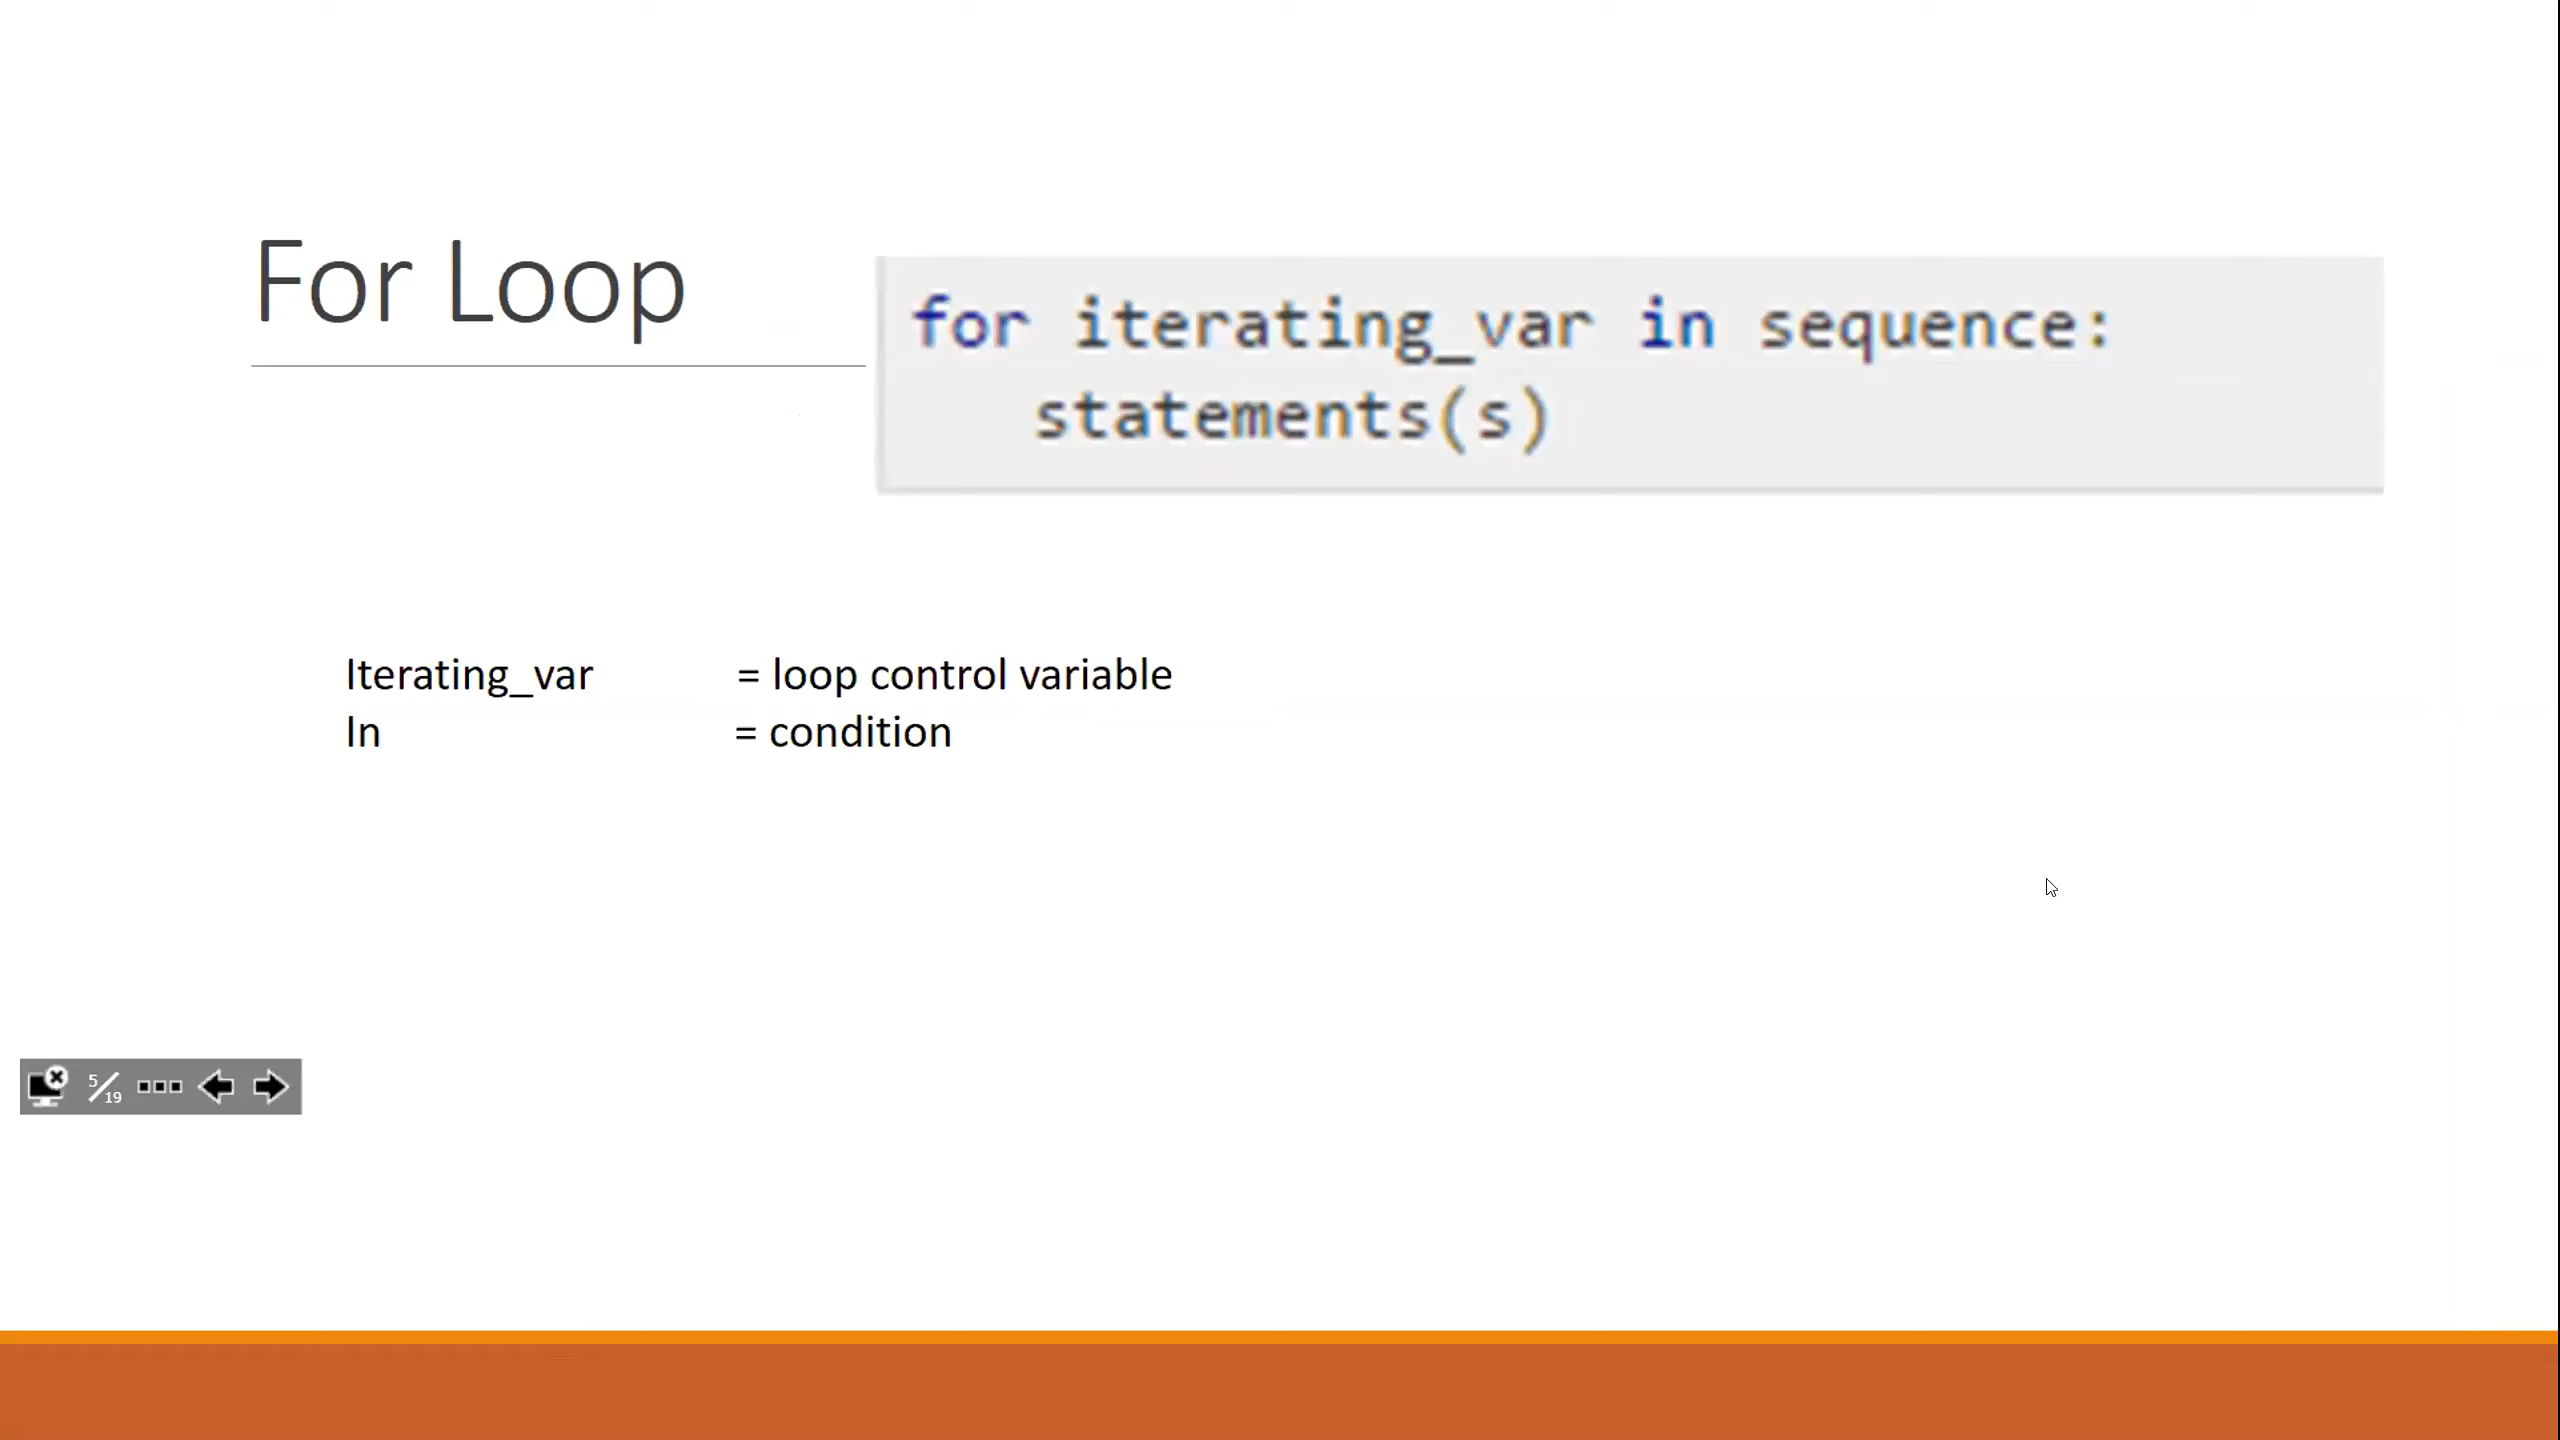 For Loop
for iterating_var in sequence:
statements(s)
Iterating_var = loop control variable
In = condition
5/19